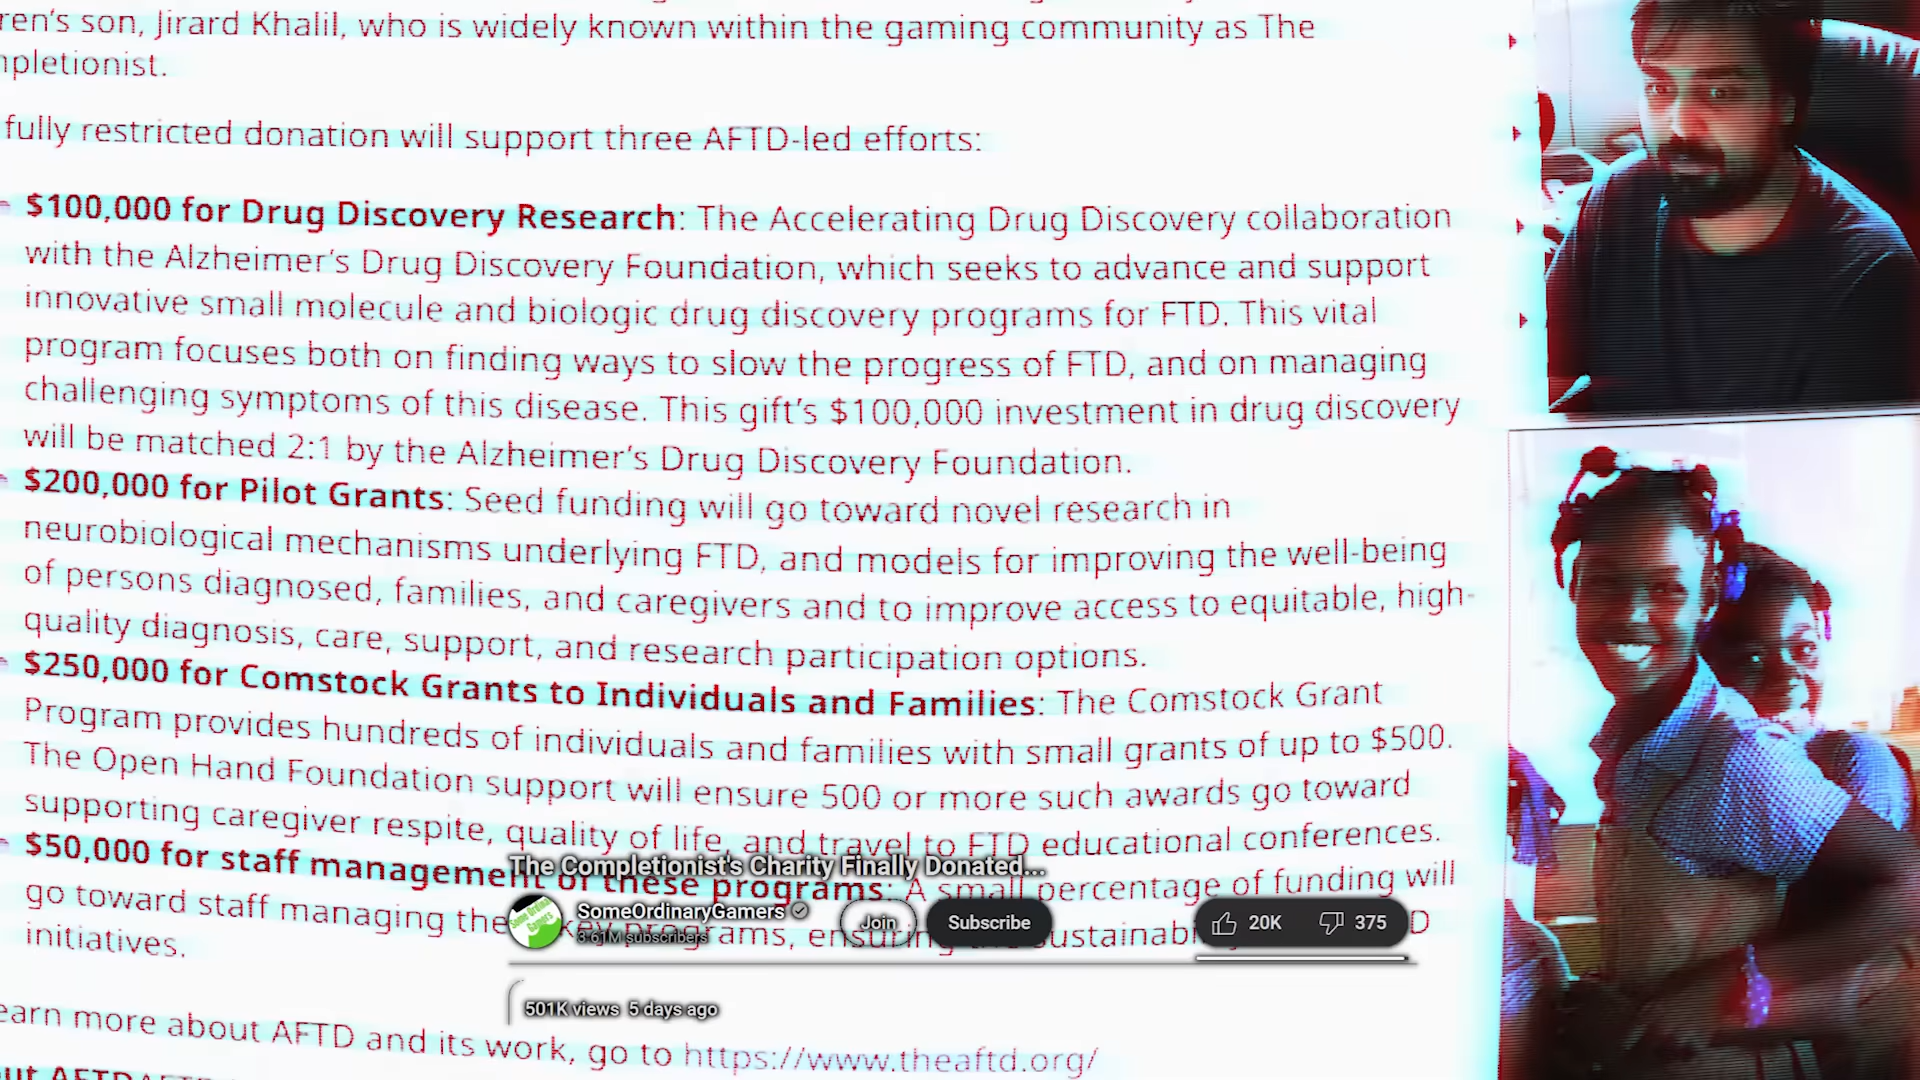 ren's son, Jirard Khalil, who is widely known within the gaming community as The
mpletionist.
fully restricted donation will support three AFTD-led efforts:
$100,000 for Drug Discovery Research: The Accelerating Drug Discovery collaboration
with the Alzheimer's Drug Discovery Foundation, which seeks to advance and support
innovative small molecule and biologic drug discovery programs for FTD. This vital
program focuses both on finding ways to slow the progress of FTD, and on managing
challenging symptoms of this disease. This gift's $100,000 investment in drug discovery
will be matched 2:1 by the Alzheimer's Drug Discovery Foundation.
$200,000 for Pilot Grants: Seed funding will go toward novel research in
neurobiological mechanisms underlying FTD, and models for improving the well-being
of persons diagnosed, families, and caregivers and to improve access to equitable, high-
quality diagnosis, care, support, and research participation options.
$250,000 for Comstock Grants to Individuals and Families: The Comstock Grant
Program provides hundreds of individuals and families with small grants of up to $500.
The Open Hand Foundation support will ensure 500 or more such awards go toward
supporting caregiver respite, quality of life, and travel to FTD educational conferences.
$50,000 for staff management of these programs: A small percentage of funding will
go toward staff managing the key programs, ensuring
initiatives.
The Completionist's Charity Finally Donated...
SomeOrdinaryGamers
3.61M subscribers
Join
Subscribe
20K
375
501K views 5 days ago
earn more about AFTD and its work, go to https://www.theaftd.org/